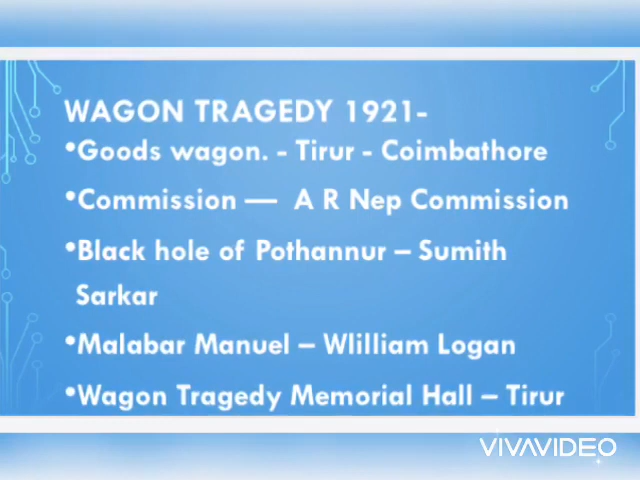 WAGON TRAGEDY 1921-
•Goods wagon. - Tirur - Coimbathore
•Commission — A R Nep Commission
•Black hole of Pothannur – Sumith
Sarkar
•Malabar Manuel – Wlilliam Logan
•Wagon Tragedy Memorial Hall – Tirur
VIVAVIDEO